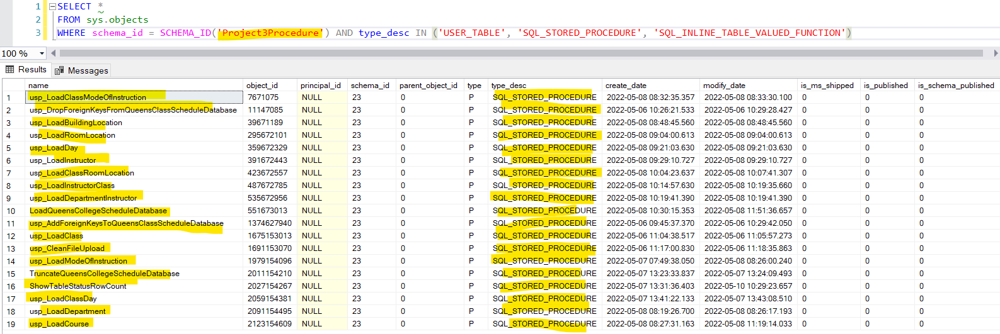 1 SELECT *
2 FROM sys.objects
3 WHERE schema_id = SCHEMA_ID('Project3Procedure') AND type_desc IN ('USER_TABLE', 'SQL_STORED_PROCEDURE', 'SQL_INLINE_TABLE_VALUED_FUNCTION')
100 %
Results Messages
name object_id principal_id schema_id parent_object_id type type_desc create_date modify_date is_ms_shipped is_published is_schema_published
1 usp_LoadClassModeOfInstruction 7671075 NULL 23 0 P SQL_STORED_PROCEDURE 2022-05-08 08:32:35.357 2022-05-08 08:33:30.100 0 0 0
2 usp_DropForeignKeysFromQueensClassScheduleDatabase 11147085 NULL 23 0 P SQL_STORED_PROCEDURE 2022-05-06 10:26:21.533 2022-05-06 10:29:28.427 0 0 0
3 usp_LoadBuildingLocation 39671189 NULL 23 0 P SQL_STORED_PROCEDURE 2022-05-08 08:48:45.560 2022-05-08 08:48:45.560 0 0 0
4 usp_LoadRoomLocation 295672101 NULL 23 0 P SQL_STORED_PROCEDURE 2022-05-08 09:04:00.613 2022-05-08 09:04:00.613 0 0 0
5 usp_LoadDay 359672329 NULL 23 0 P SQL_STORED_PROCEDURE 2022-05-08 09:21:03.630 2022-05-08 09:21:03.630 0 0 0
6 usp_LoadInstructor 391672443 NULL 23 0 P SQL_STORED_PROCEDURE 2022-05-08 09:29:10.727 2022-05-08 09:29:10.727 0 0 0
7 usp_LoadClassRoomLocation 423672557 NULL 23 0 P SQL_STORED_PROCEDURE 2022-05-08 10:04:23.637 2022-05-08 10:07:41.307 0 0 0
8 usp_LoadInstructorClass 487672785 NULL 23 0 P SQL_STORED_PROCEDURE 2022-05-08 10:14:57.630 2022-05-08 10:19:35.660 0 0 0
9 usp_LoadDepartmentInstructor 535672956 NULL 23 0 P SQL_STORED_PROCEDURE 2022-05-08 10:19:41.390 2022-05-08 10:19:41.390 0 0 0
10 LoadQueensCollegeScheduleDatabase 551673013 NULL 23 0 P SQL_STORED_PROCEDURE 2022-05-08 10:30:15.353 2022-05-08 11:51:36.657 0 0 0
11 usp_AddForeignKeysToQueensClassScheduleDatabase 1374627940 NULL 23 0 P SQL_STORED_PROCEDURE 2022-05-06 09:45:37.370 2022-05-06 10:29:42.050 0 0 0
12 usp_LoadClass 1675153013 NULL 23 0 P SQL_STORED_PROCEDURE 2022-05-06 11:04:38.517 2022-05-06 11:05:57.273 0 0 0
13 usp_CleanFileUpload 1691153070 NULL 23 0 P SQL_STORED_PROCEDURE 2022-05-06 11:17:00.830 2022-05-06 11:18:35.863 0 0 0
14 usp_LoadModeOfInstruction 1979154096 NULL 23 0 P SQL_STORED_PROCEDURE 2022-05-07 07:49:38.050 2022-05-08 08:26:00.240 0 0 0
15 TruncateQueensCollegeScheduleDatabase 2011154210 NULL 23 0 P SQL_STORED_PROCEDURE 2022-05-07 13:23:33.837 2022-05-07 13:24:09.493 0 0 0
16 ShowTableStatusRowCount 2027154267 NULL 23 0 P SQL_STORED_PROCEDURE 2022-05-07 13:31:36.403 2022-05-10 10:29:23.657 0 0 0
17 usp_LoadClassDay 2059154381 NULL 23 0 P SQL_STORED_PROCEDURE 2022-05-07 13:41:22.133 2022-05-07 13:43:08.510 0 0 0
18 usp_LoadDepartment 2091154495 NULL 23 0 P SQL_STORED_PROCEDURE 2022-05-08 08:19:26.700 2022-05-08 08:26:17.193 0 0 0
19 usp_LoadCourse 2123154609 NULL 23 0 P SQL_STORED_PROCEDURE 2022-05-08 08:27:31.163 2022-05-08 11:19:14.033 0 0 0